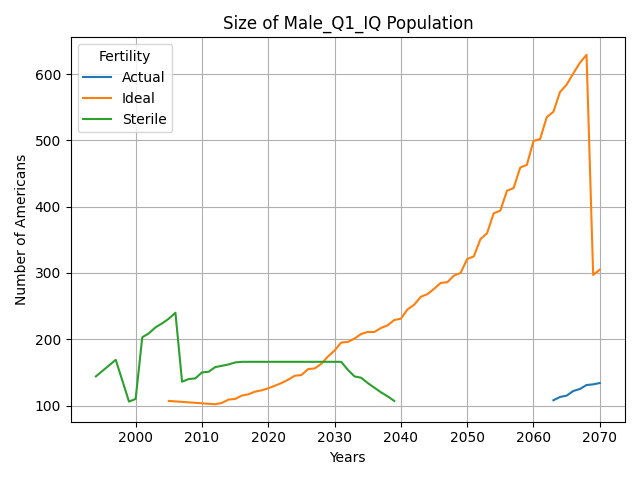 Size of Male_Q1_IQ Population
Fertility
Actual
Ideal
Sterile
Number of Americans
600
500
400
300
200
100
2000 2010 2020 2030 2040 2050 2060 2070
Years